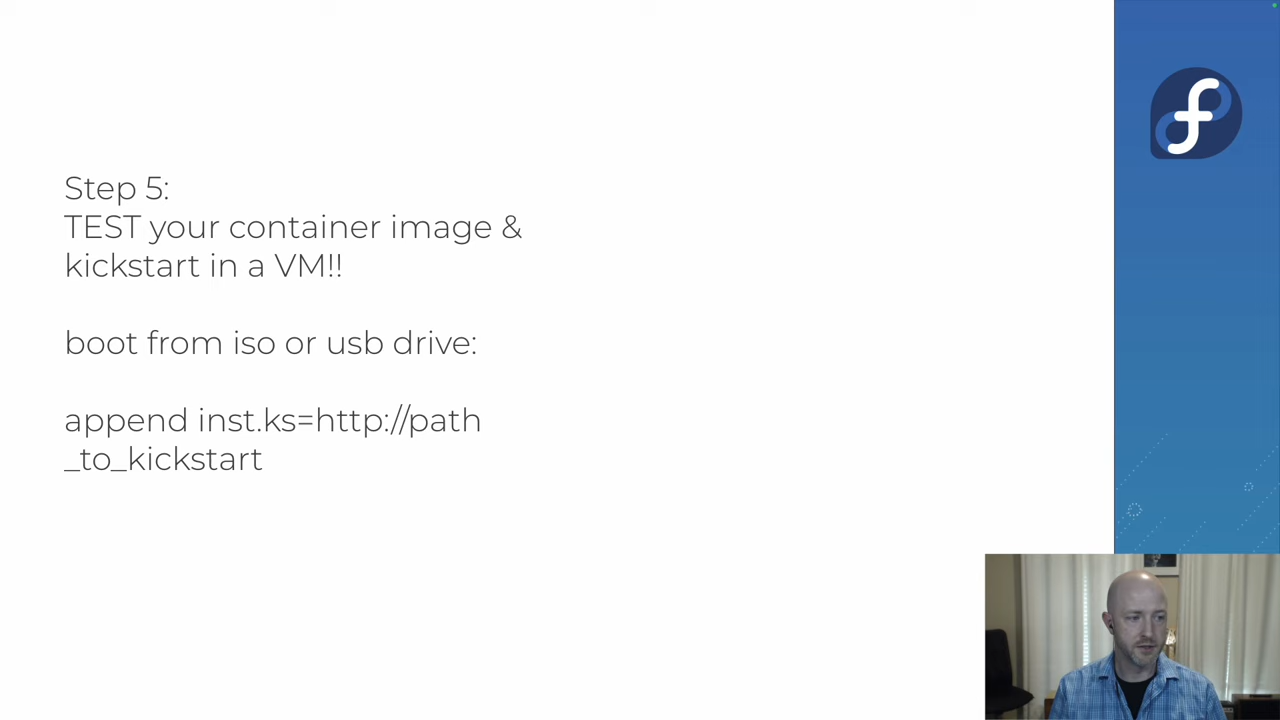 Step 5:
TEST your container image &
kickstart in a VM!!
boot from iso or usb drive:
append inst.ks=http://path
_to_kickstart